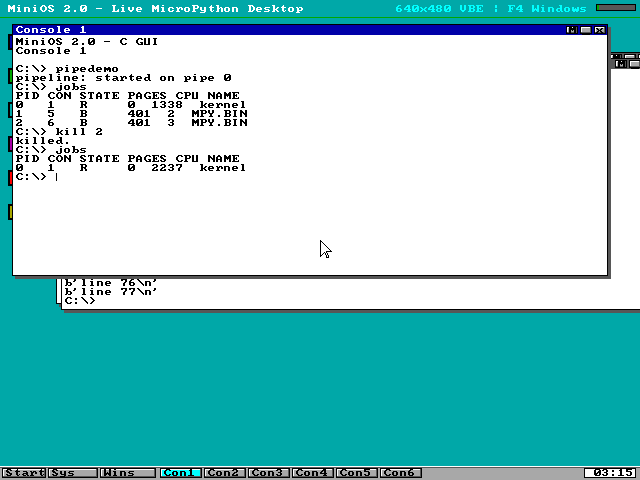 MiniOS 2.0 - Live MicroPython Desktop 640x480 VBE ¦ F4 Windows
Console 1
MiniOS 2.0 - C GUI
Console 1
C:\> pipedemo
pipeline: started on pipe 0
C:\> jobs
PID CON STATE PAGES CPU NAME
0 1 R 0 1338 kernel
1 5 B 401 2 MPY.BIN
2 6 B 401 3 MPY.BIN
C:\> kill 2
killed.
C:\> jobs
PID CON STATE PAGES CPU NAME
0 1 R 0 2237 kernel
C:\>
b'line 76\n'
b'line 77\n'
C:\>
Start Sys Wins Con1 Con2 Con3 Con4 Con5 Con6 03:15